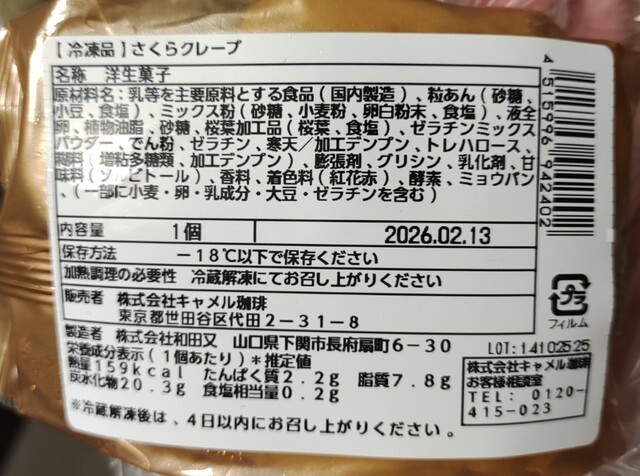 【冷凍品】さくらクレープ
名称 洋生菓子
原材料名：乳等を主要原料とする食品（国内製造）、粒あん（砂糖、
小豆、食塩）、ミックス粉（砂糖、小麦粉、卵白粉末、食塩）、液全
卵、植物油脂、砂糖、桜葉加工品（桜葉、食塩）、ゼラチンミックス
パウダー、でん粉、ゼラチン、寒天／加工デンプン、トレハロース、
糊料（増粘多糖類、加工デンプン）、膨張剤、グリシン、乳化剤、甘
味料（ソルビトール）、香料、着色料（紅花赤）、酵素、ミョウバン
、（一部に小麦・卵・乳成分・大豆・ゼラチンを含む）
内容量 1個 2026.02.13
保存方法 －18℃以下で保存ください
加熱調理の必要性 冷蔵解凍にてお召し上がりください
販売者 株式会社キャメル珈琲
東京都世田谷区代田2－31－8
製造者 株式会社和田又 山口県下関市長府扇町6－30
栄養成分表示（1個あたり）＊推定値
熱量159kcal たんぱく質2.2g 脂質7.8g
炭水化物20.3g 食塩相当量0.2g
※冷蔵解凍後は、4日以内にお召し上がりください。
4515996 942402
プラ
フィルム
LOT:14102525
株式会社キャメル珈琲
お客様相談室
TEL: 0120-
415-023